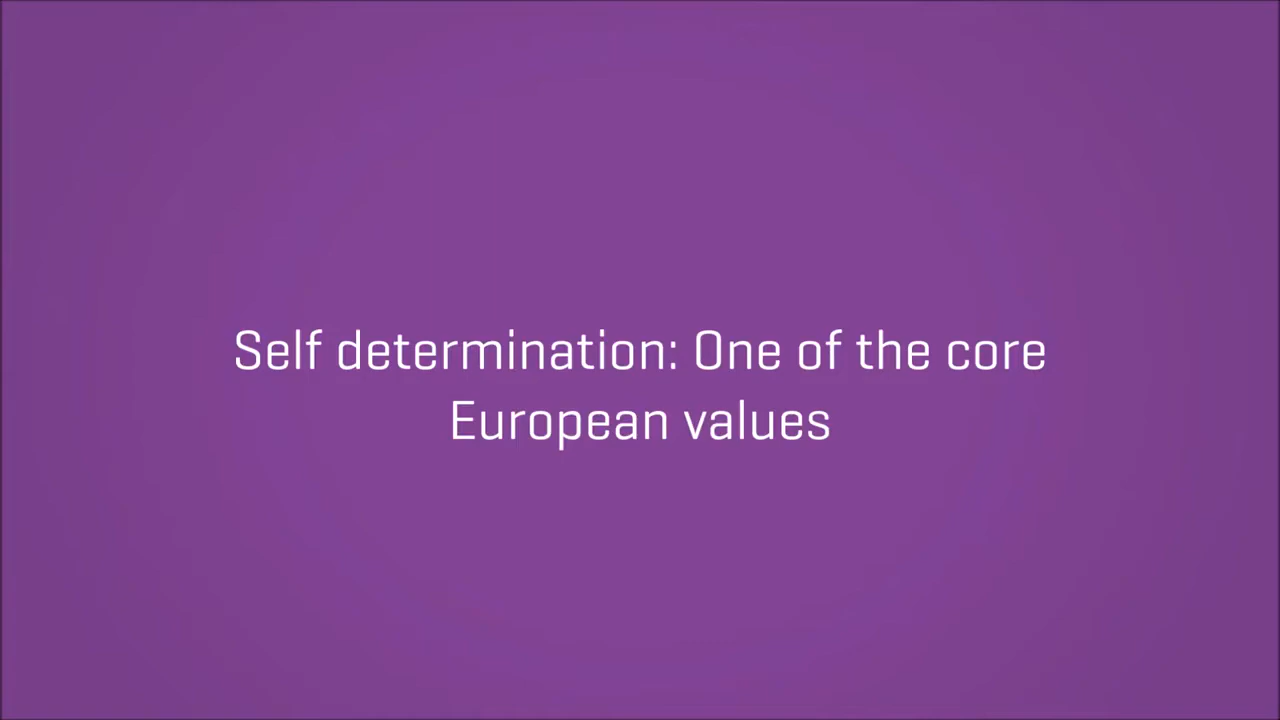 Self determination: One of the core
European values